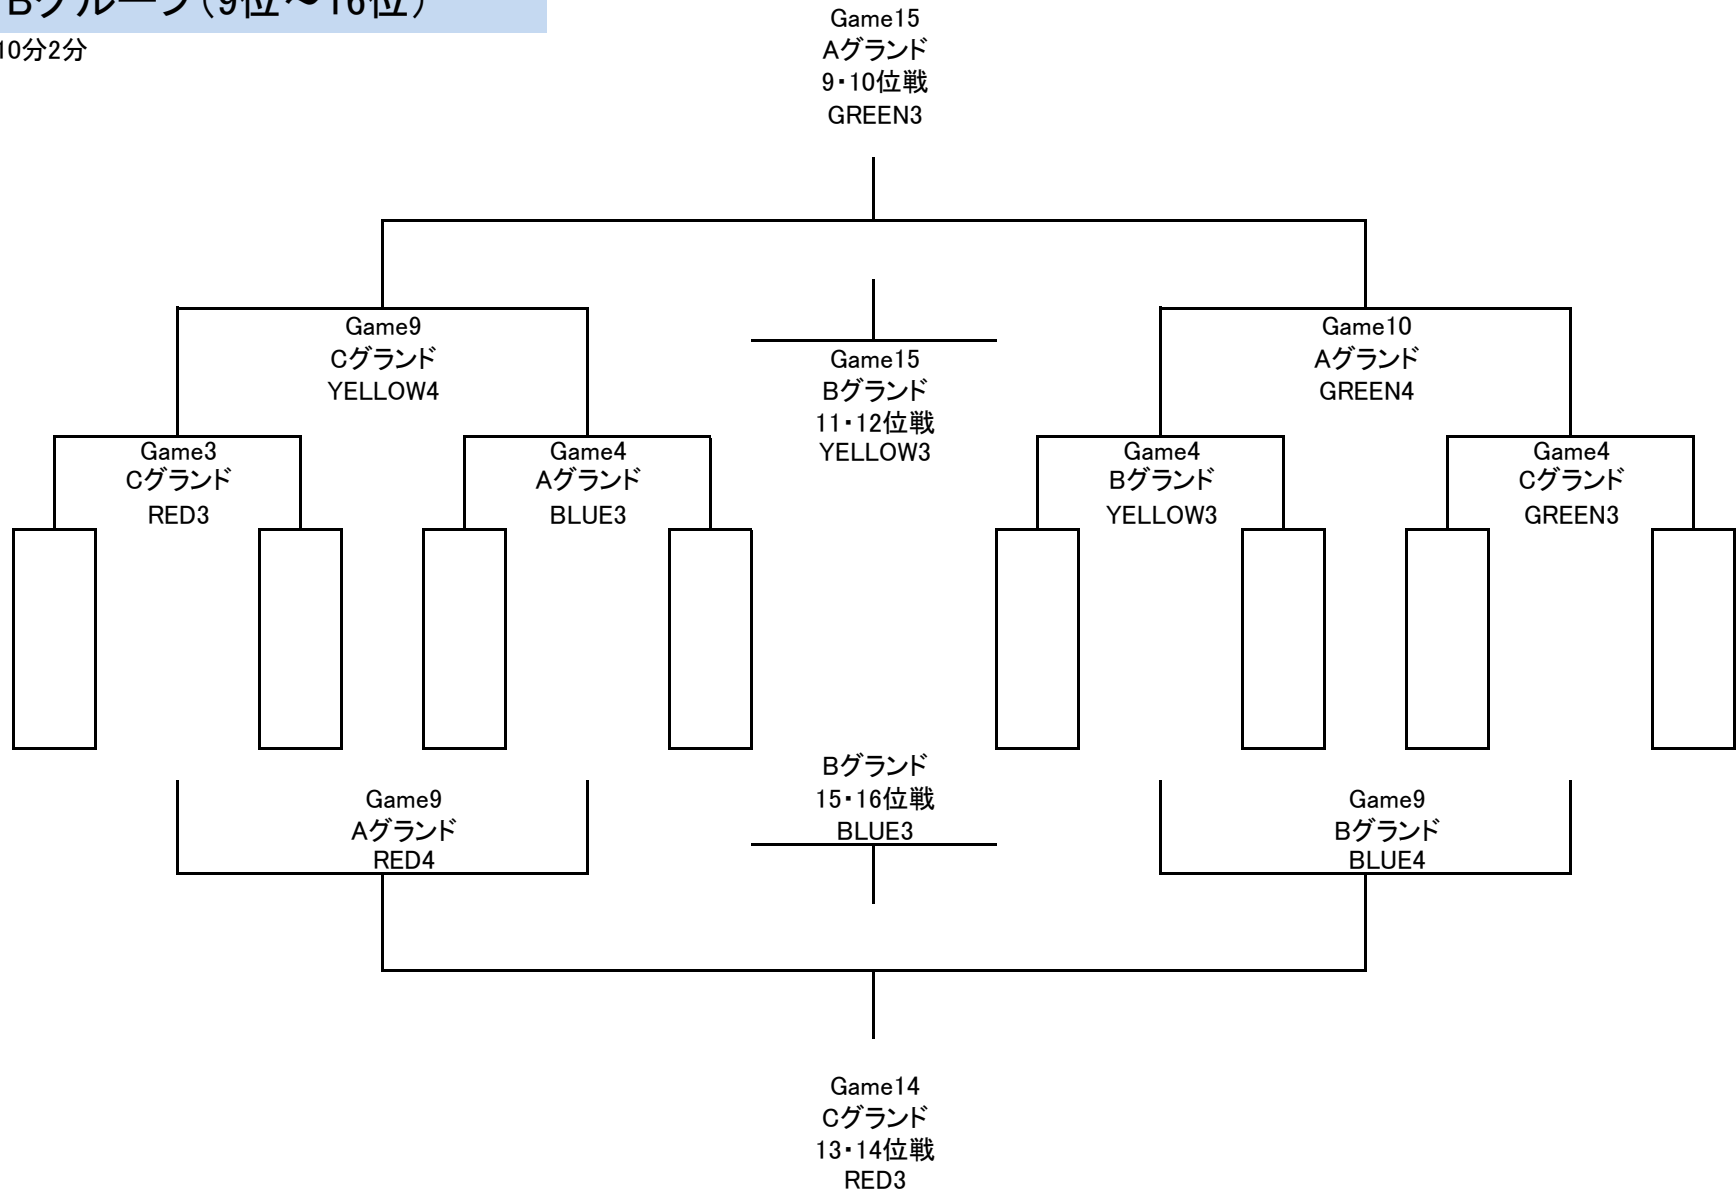 Bグループ（9位～16位）
10分2分
Game15
Aグランド
9・10位戦
GREEN3
Game9
Cグランド
YELLOW4
Game15
Bグランド
11・12位戦
YELLOW3
Game10
Aグランド
GREEN4
Game3
Cグランド
RED3
Game4
Aグランド
BLUE3
Game4
Bグランド
YELLOW3
Game4
Cグランド
GREEN3
Game9
Aグランド
RED4
Bグランド
15・16位戦
BLUE3
Game9
Bグランド
BLUE4
Game14
Cグランド
13・14位戦
RED3